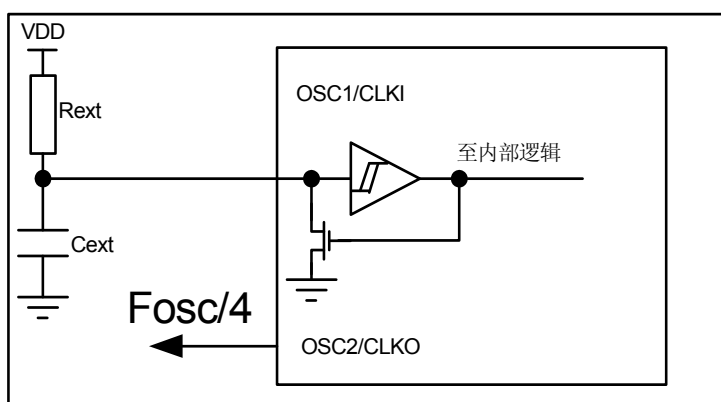 VDD
OSC1/CLKI
Rext
至内部逻辑
Cext
Fosc/4
OSC2/CLKO